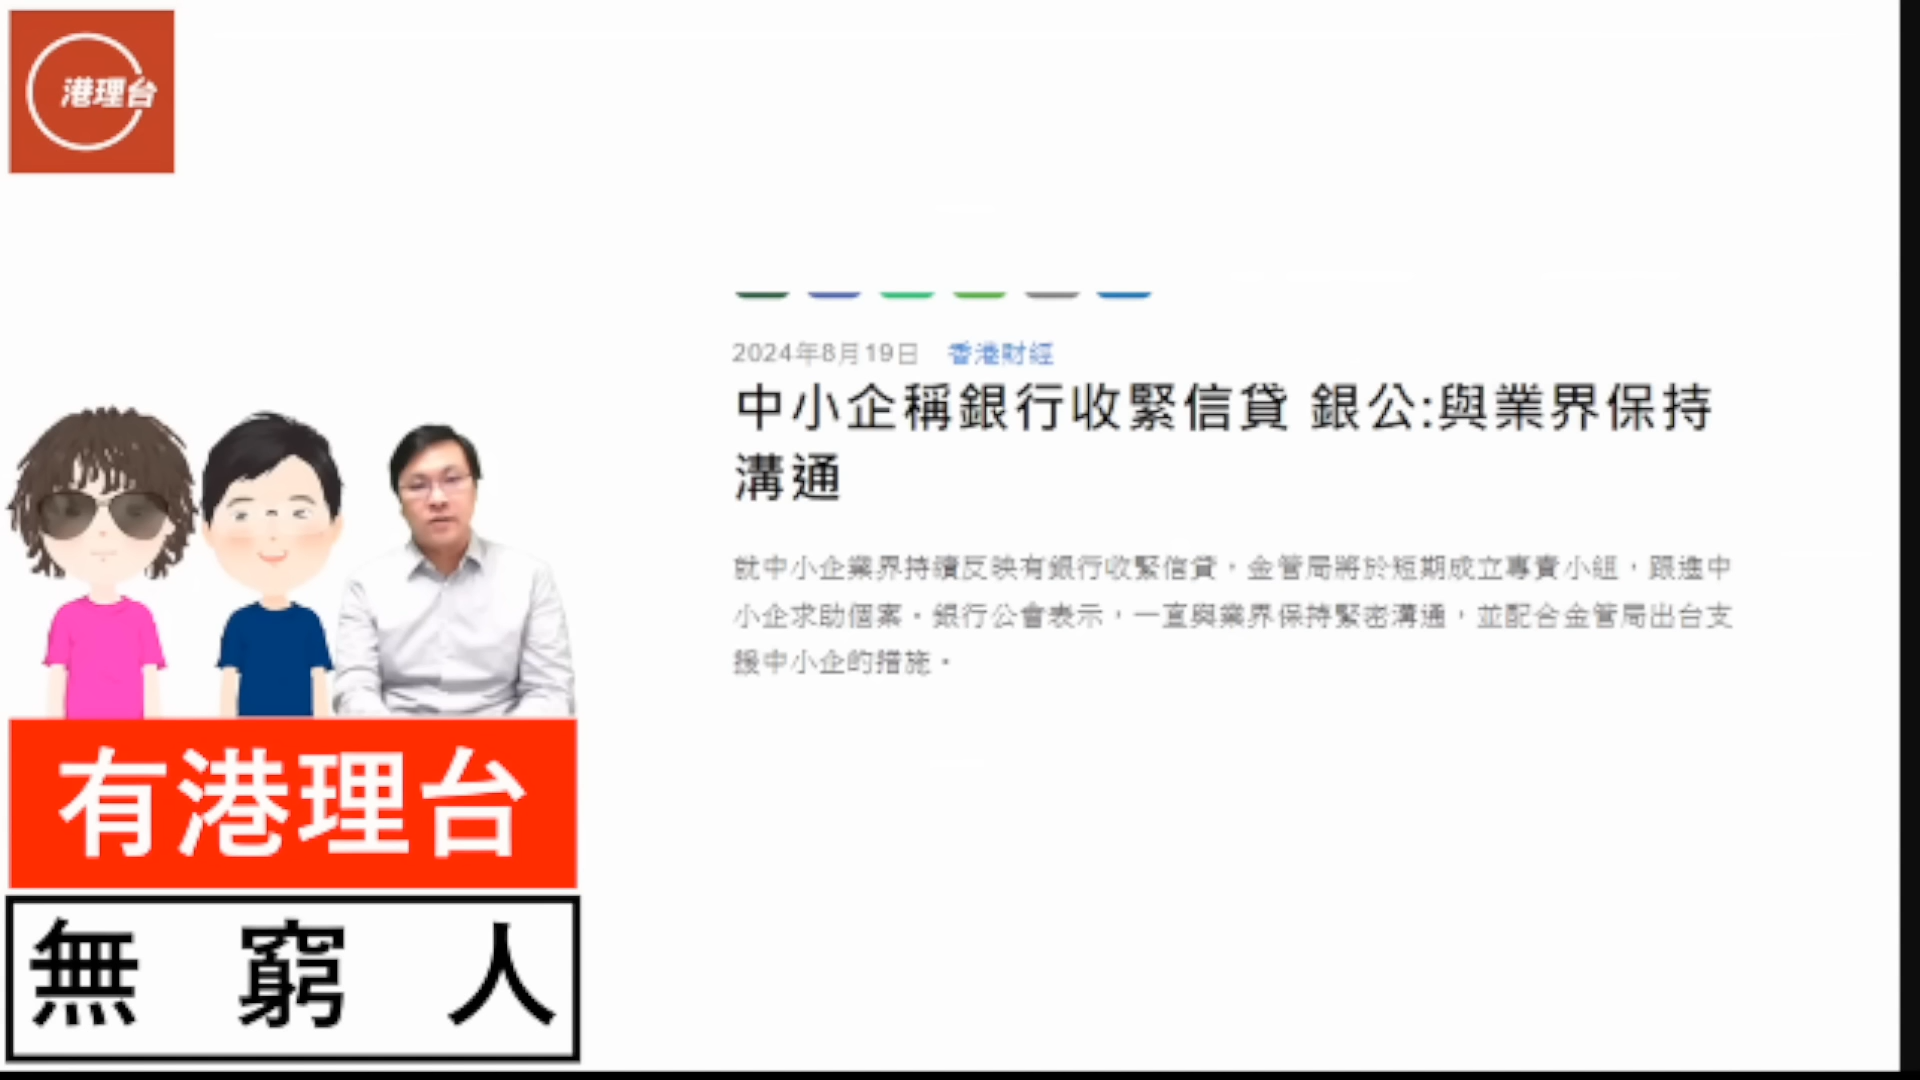 港理台
2024年8月19日 香港財經
中小企稱銀行收緊信貸 銀公:與業界保持
溝通
就中小企業界持續反映有銀行收緊信貸，金管局將於短期成立專責小組，跟進中
小企求助個案。銀行公會表示，一直與業界保持緊密溝通，並配合金管局出台支
援中小企的措施。
有港理台
無窮人